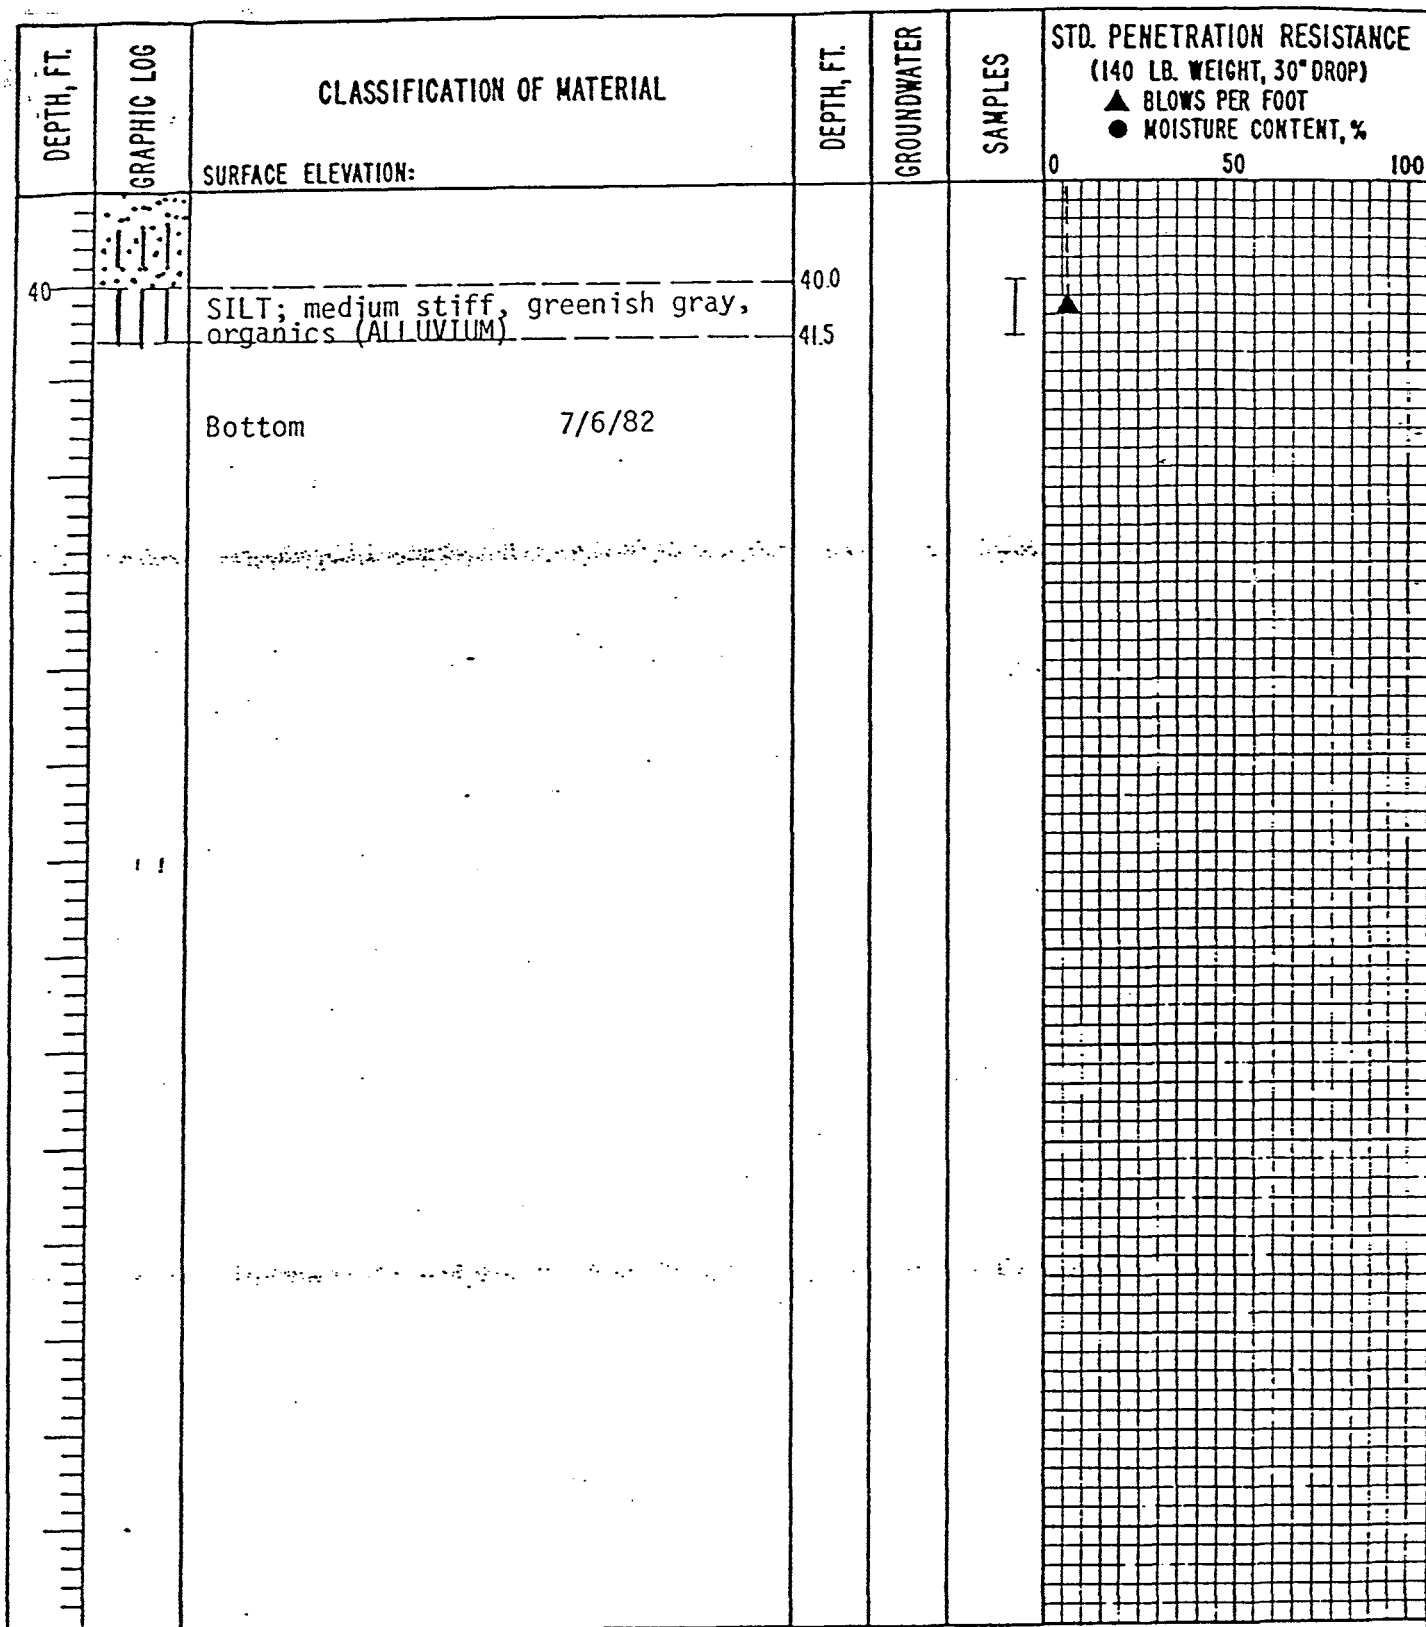 DEPTH, FT.
GRAPHIC LOG
CLASSIFICATION OF MATERIAL
SURFACE ELEVATION:
DEPTH, FT.
GROUNDWATER
SAMPLES
STD. PENETRATION RESISTANCE
(140 LB. WEIGHT, 30" DROP)
▲ BLOWS PER FOOT
● MOISTURE CONTENT, %
0 50 100
40
40.0
SILT; medium stiff, greenish gray,
organics (ALLUVIUM)
41.5
Bottom 7/6/82